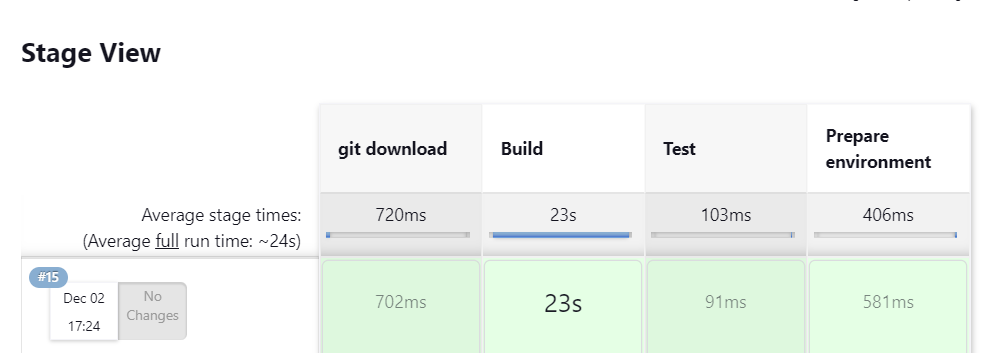 Stage View
git download
Build
Test
Prepare
environment
Average stage times:
(Average full run time: ~24s)
720ms
23s
103ms
406ms
#15
Dec 02
17:24
No
Changes
702ms
23s
91ms
581ms